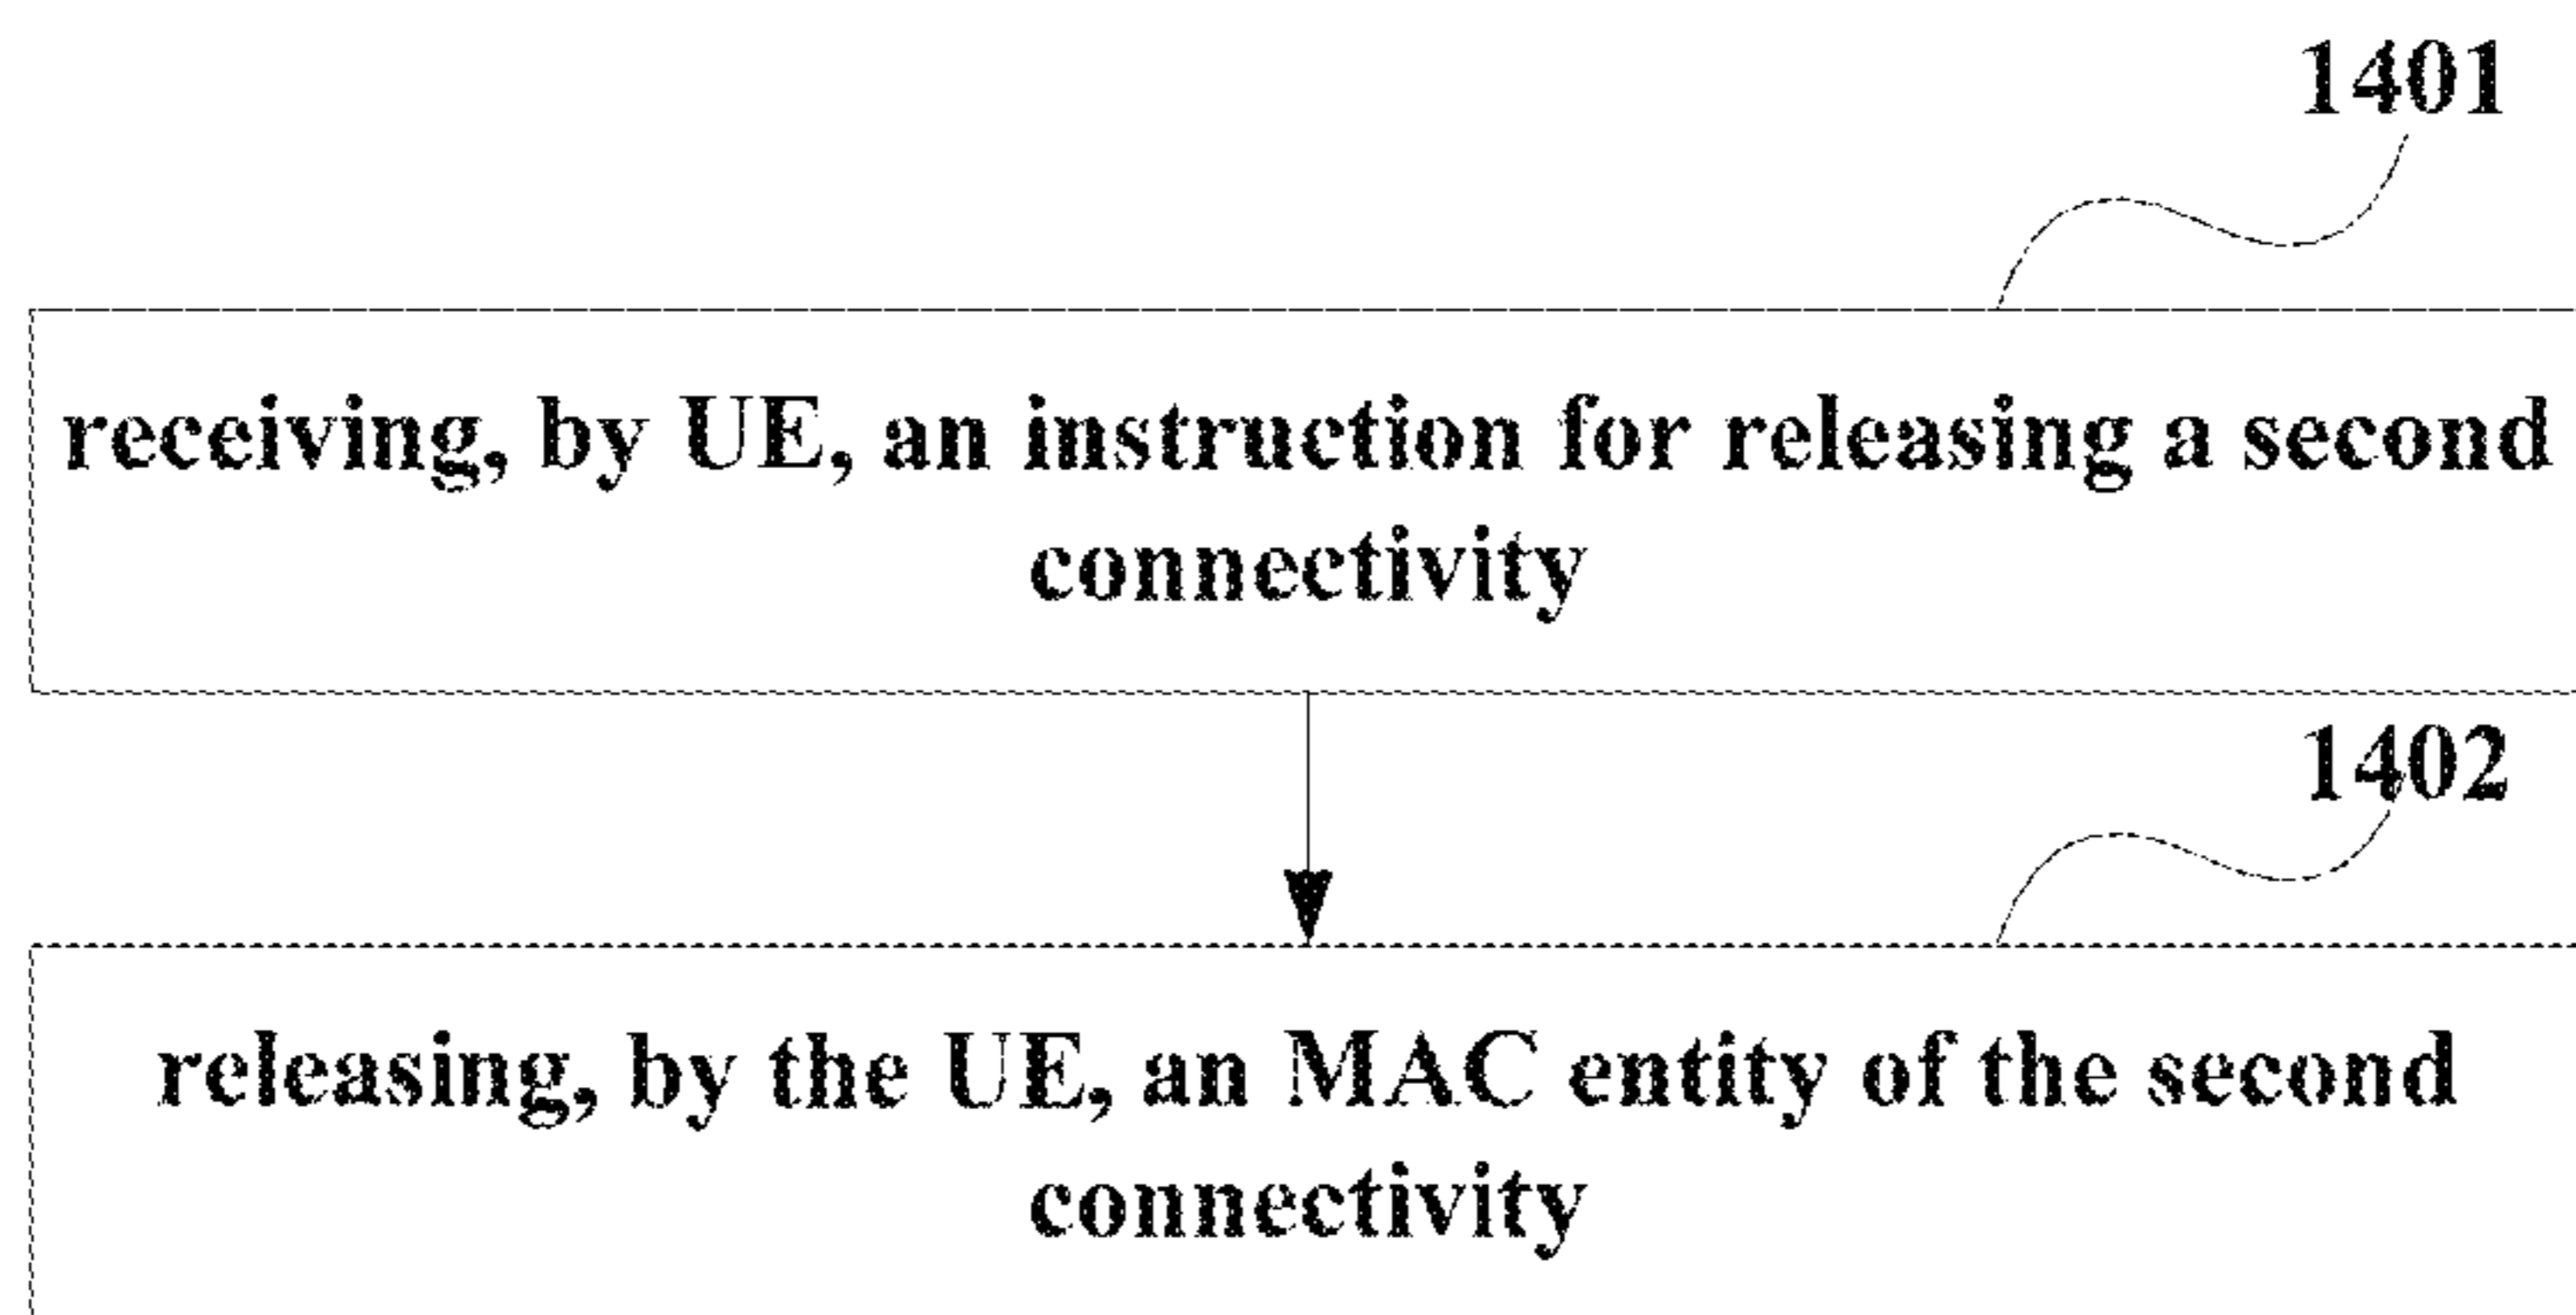 1401
receiving, by UE, an instruction for releasing a second
connectivity
1402
releasing, by the UE, an MAC entity of the second
connectivity